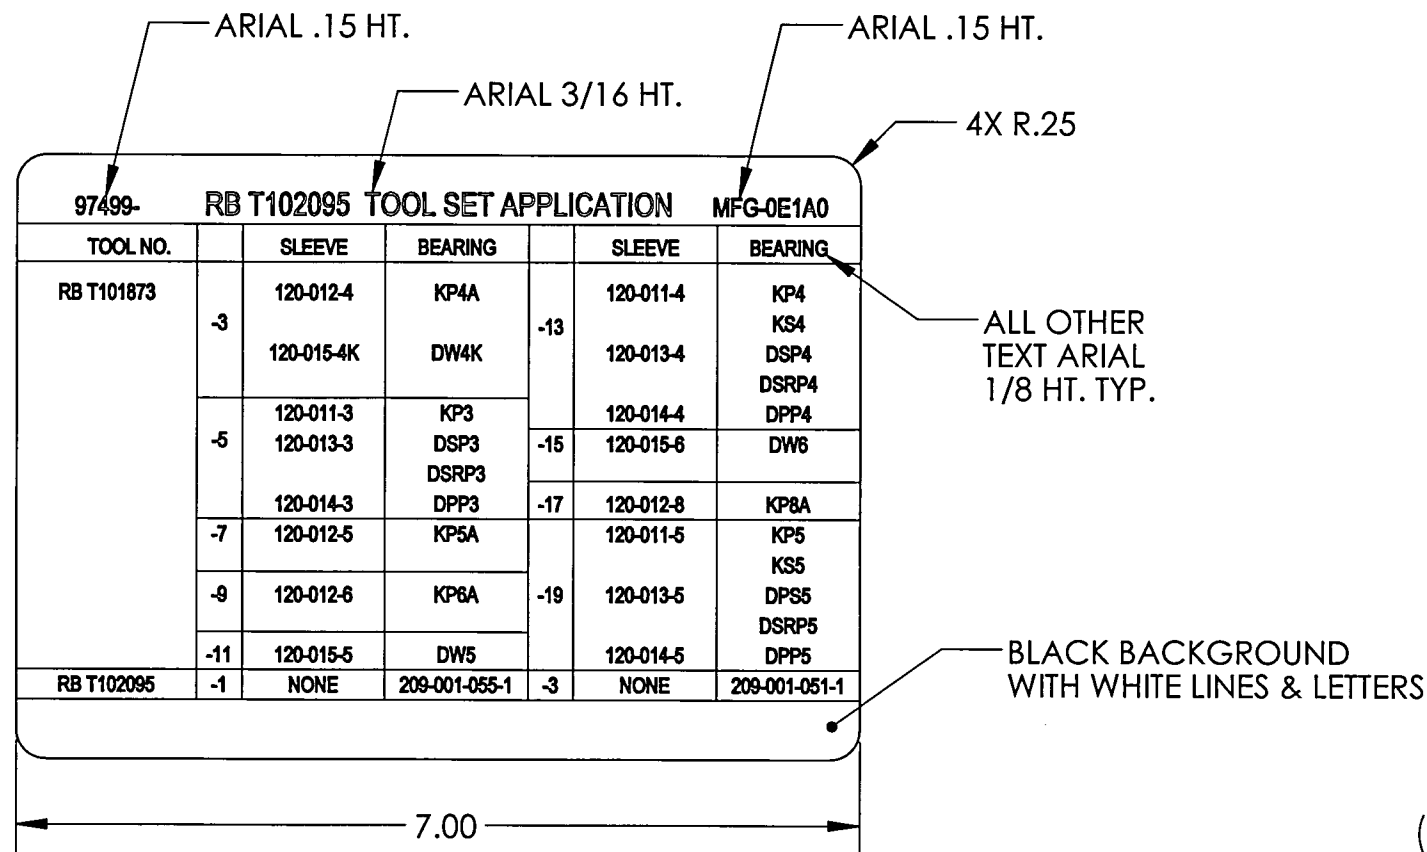 ARIAL .15 HT.
ARIAL .15 HT.
ARIAL 3/16 HT.
4X R.25
97499- RB T102095 TOOL SET APPLICATION MFG-0E1A0
TOOL NO. SLEEVE BEARING SLEEVE BEARING
RB T101873 120-012-4 KP4A 120-011-4 KP4
-3 -13 KS4
120-015-4K DW4K 120-013-4 DSP4
DSRP4
120-011-3 KP3 120-014-4 DPP4
-5 120-013-3 DSP3 -15 120-015-6 DW6
DSRP3
120-014-3 DPP3 -17 120-012-8 KP8A
-7 120-012-5 KP5A 120-011-5 KP5
KS5
-9 120-012-6 KP6A -19 120-013-5 DPS5
DSRP5
-11 120-015-5 DW5 120-014-5 DPP5
RB T102095 -1 NONE 209-001-055-1 -3 NONE 209-001-051-1
ALL OTHER
TEXT ARIAL
1/8 HT. TYP.
BLACK BACKGROUND
WITH WHITE LINES & LETTERS
7.00
(